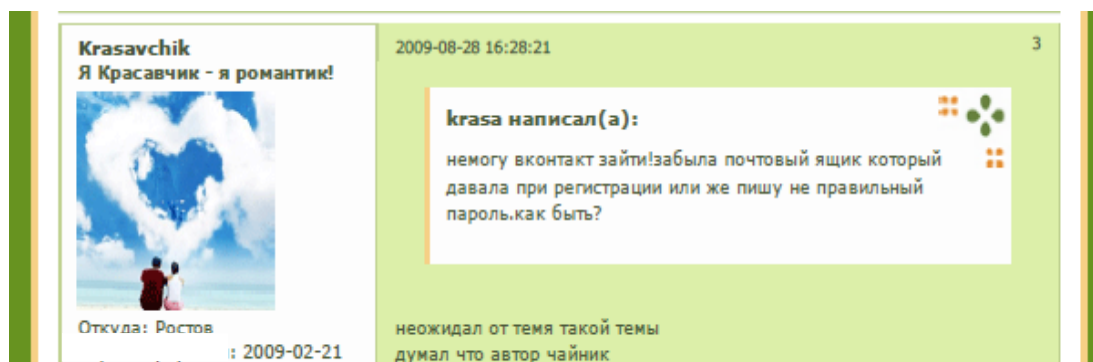 Krasavchik
Я Красавчик - я романтик!
2009-08-28 16:28:21
3
krasa написал(а):
немогу вконтакт зайти!забыла почтовый ящик который
давала при регистрации или же пишу не правильный
пароль.как быть?
Откуда: Ростов
: 2009-02-21
неожидал от темя такой темы
думал что автор чайник